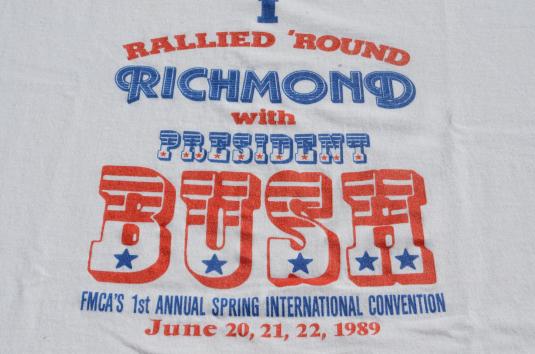 I
RALLIED 'ROUND
RICHMOND
with
PRESIDENT
BUSH
FMCA'S 1st ANNUAL SPRING INTERNATIONAL CONVENTION
June 20, 21, 22, 1989